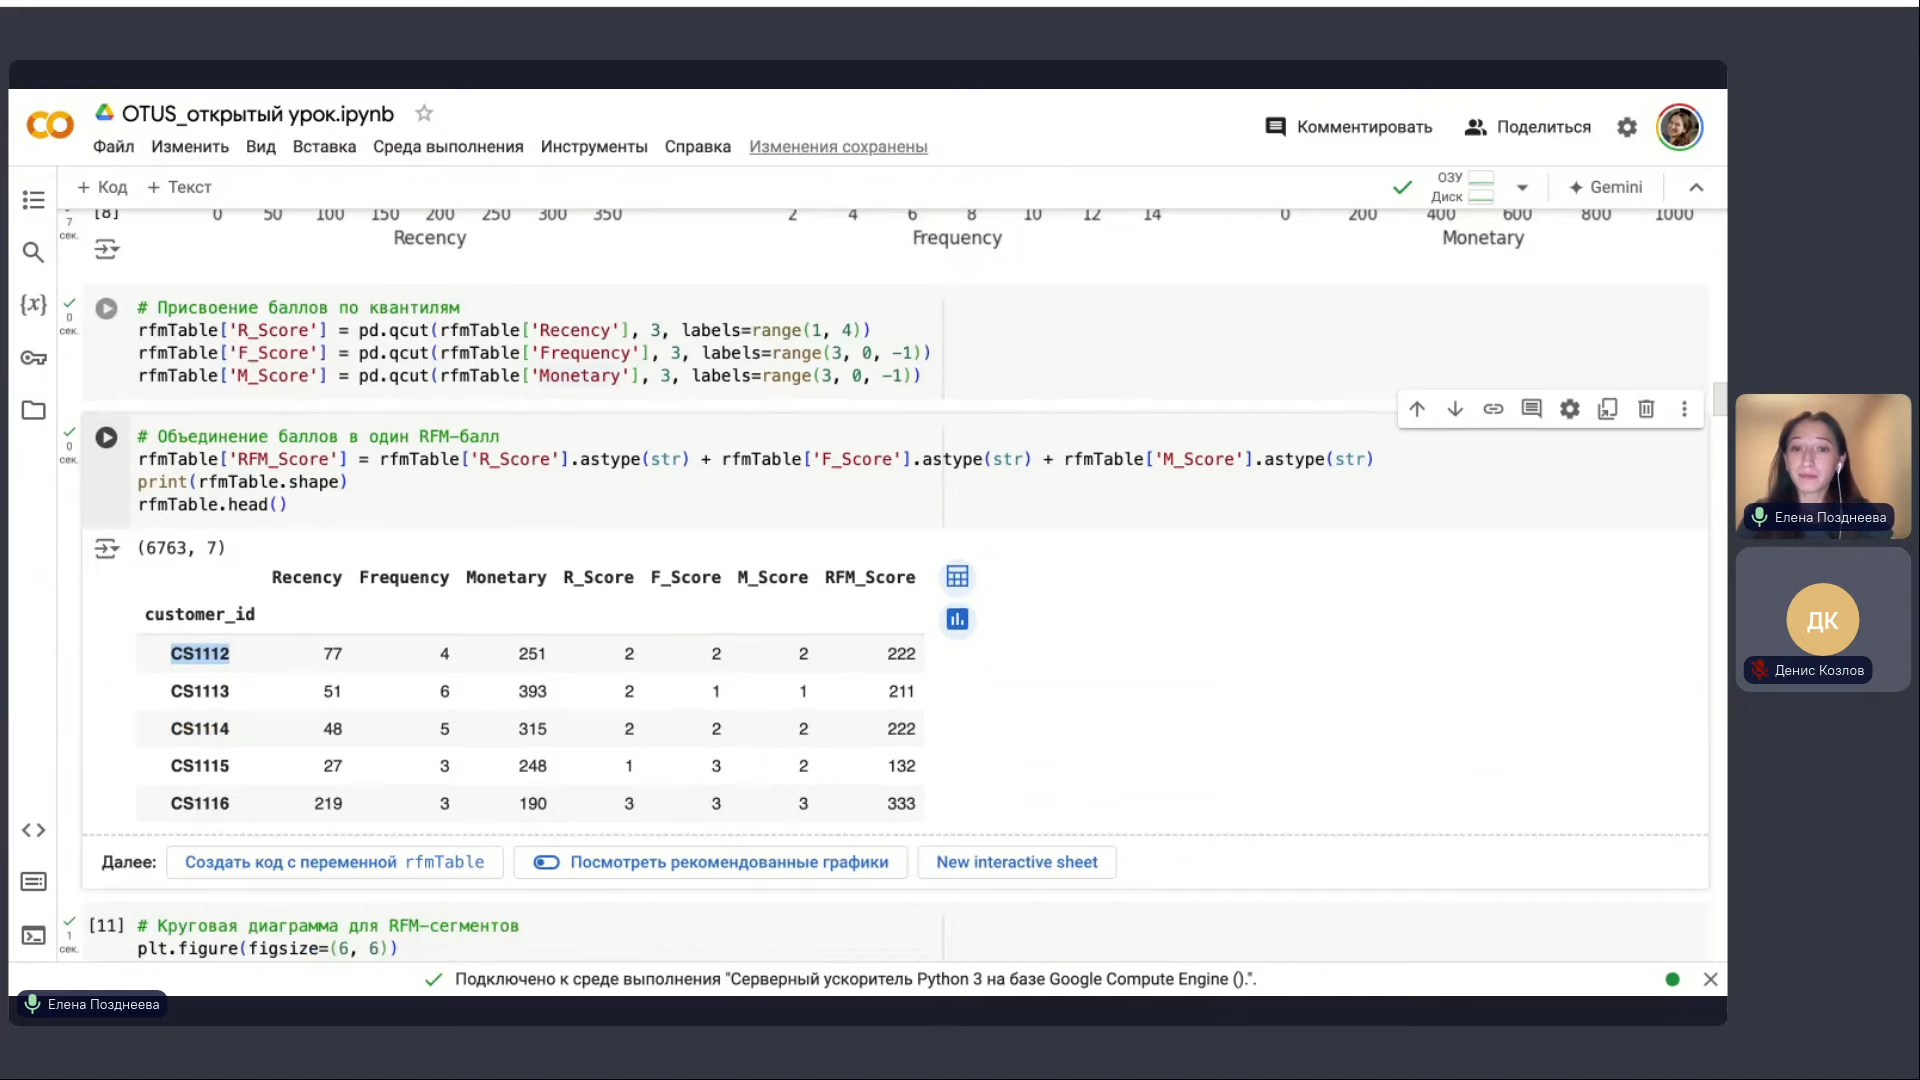 OTUS_открытый урок.ipynb
Комментировать
Поделиться
Файл Изменить Вид Вставка Среда выполнения Инструменты Справка Изменения сохранены
+ Код + Текст
ОЗУ
Диск
Gemini
7
сек.
[8]
0 50 100 150 200 250 300 350
2 4 6 8 10 12 14
0 200 400 600 800 1000
Recency
Frequency
Monetary
0
сек.
# Присвоение баллов по квантилям
rfmTable['R_Score'] = pd.qcut(rfmTable['Recency'], 3, labels=range(1, 4))
rfmTable['F_Score'] = pd.qcut(rfmTable['Frequency'], 3, labels=range(3, 0, -1))
rfmTable['M_Score'] = pd.qcut(rfmTable['Monetary'], 3, labels=range(3, 0, -1))
0
сек.
# Объединение баллов в один RFM-балл
rfmTable['RFM_Score'] = rfmTable['R_Score'].astype(str) + rfmTable['F_Score'].astype(str) + rfmTable['M_Score'].astype(str)
print(rfmTable.shape)
rfmTable.head()
(6763, 7)
Recency Frequency Monetary R_Score F_Score M_Score RFM_Score
customer_id
CS1112 77 4 251 2 2 2 222
CS1113 51 6 393 2 1 1 211
CS1114 48 5 315 2 2 2 222
CS1115 27 3 248 1 3 2 132
CS1116 219 3 190 3 3 3 333
Далее: Создать код с переменной rfmTable Посмотреть рекомендованные графики New interactive sheet
1
сек.
[11] # Круговая диаграмма для RFM-сегментов
plt.figure(figsize=(6, 6))
Подключено к среде выполнения "Серверный ускоритель Python 3 на базе Google Compute Engine ()".
Елена Позднеева
Елена Позднеева
ДК
Денис Козлов